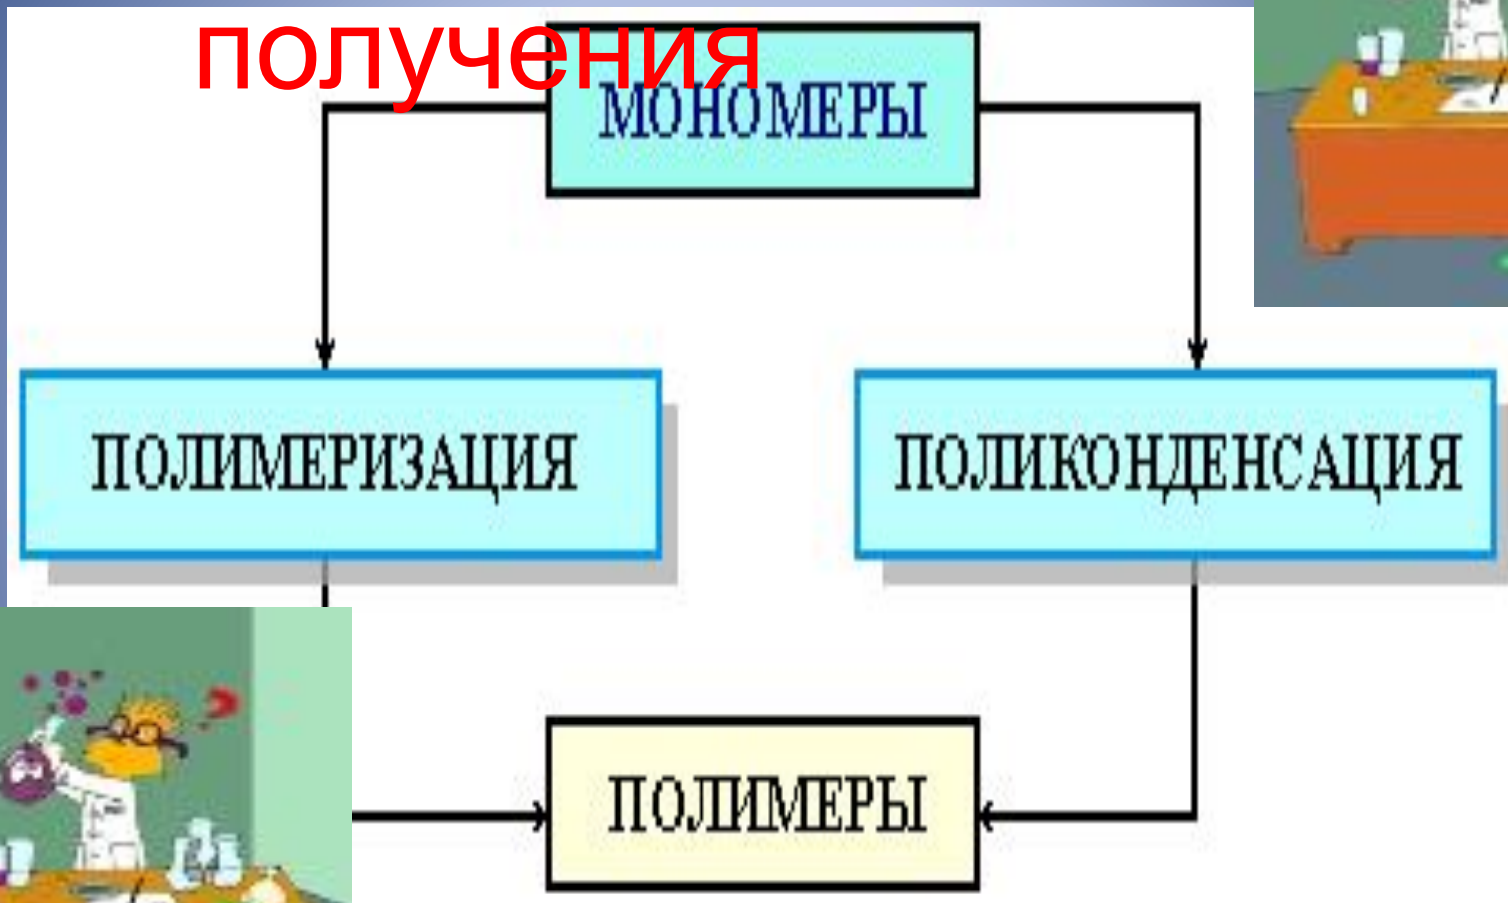 получения
МОНОМЕРЫ
ПОЛИМЕРИЗАЦИЯ
ПОЛИКОНДЕНСАЦИЯ
ПОЛИМЕРЫ